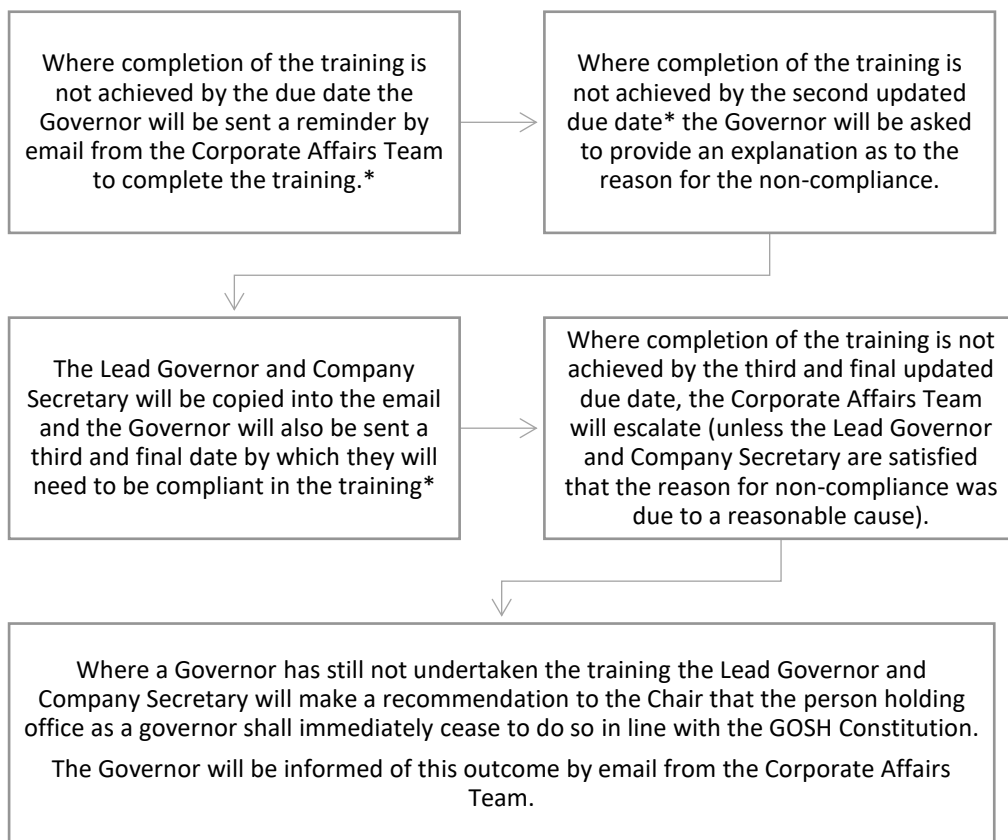 Where completion of the training is
not achieved by the due date the
Governor will be sent a reminder by
email from the Corporate Affairs Team
to complete the training.*
Where completion of the training is
not achieved by the second updated
due date* the Governor will be asked
to provide an explanation as to the
reason for the non-compliance.
The Lead Governor and Company
Secretary will be copied into the email
and the Governor will also be sent a
third and final date by which they will
need to be compliant in the training*
Where completion of the training is not
achieved by the third and final updated
due date, the Corporate Affairs Team
will escalate (unless the Lead Governor
and Company Secretary are satisfied
that the reason for non-compliance was
due to a reasonable cause).
Where a Governor has still not undertaken the training the Lead Governor and
Company Secretary will make a recommendation to the Chair that the person holding
office as a governor shall immediately cease to do so in line with the GOSH Constitution.
The Governor will be informed of this outcome by email from the Corporate Affairs
Team.